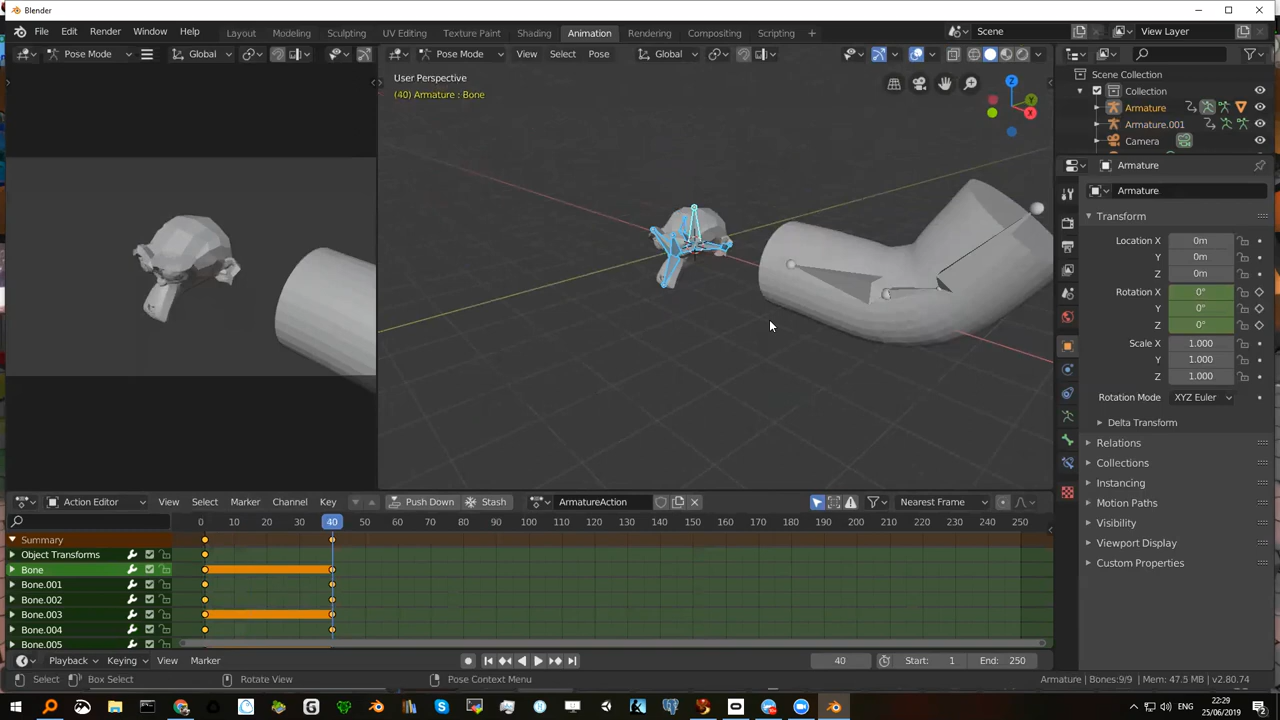 Blender
File Edit Render Window Help Layout Modeling Sculpting UV Editing Texture Paint Shading Animation Rendering Compositing Scripting + Scene View Layer
Pose Mode Global Pose Mode View Select Pose Global
User Perspective
(40) Armature : Bone
Z
Y
X
Scene Collection
Collection
Armature
Armature.001
Camera
Armature
Armature
Transform
Location X 0m
Y 0m
Z 0m
Rotation X 0°
Y 0°
Z 0°
Scale X 1.000
Y 1.000
Z 1.000
Rotation Mode XYZ Euler
Delta Transform
Relations
Collections
Instancing
Motion Paths
Visibility
Viewport Display
Custom Properties
Action Editor View Select Marker Channel Key Push Down Stash ArmatureAction Nearest Frame
0 10 20 30 40 50 60 70 80 90 100 110 120 130 140 150 160 170 180 190 200 210 220 230 240 250
Summary
Object Transforms
Bone
Bone.001
Bone.002
Bone.003
Bone.004
Bone.005
Playback Keying View Marker 40 Start: 1 End: 250
Select Box Select Rotate View Pose Context Menu Armature | Bones:9/9 | Mem: 47.5 MB | v2.80.74
ENG 22:29
25/06/2019